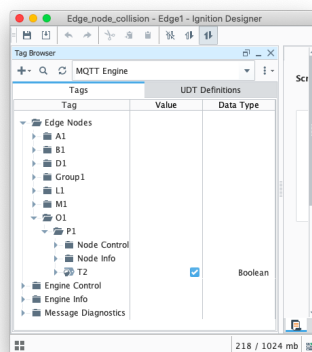 Edge_node_collision - Edge1 - Ignition Designer
Tag Browser
MQTT Engine
Tags
UDT Definitions
Tag
Value
Data Type
Edge Nodes
A1
B1
D1
Group1
L1
M1
O1
P1
Node Control
Node Info
T2
Boolean
Engine Control
Engine Info
Message Diagnostics
Scr
218 / 1024 mb